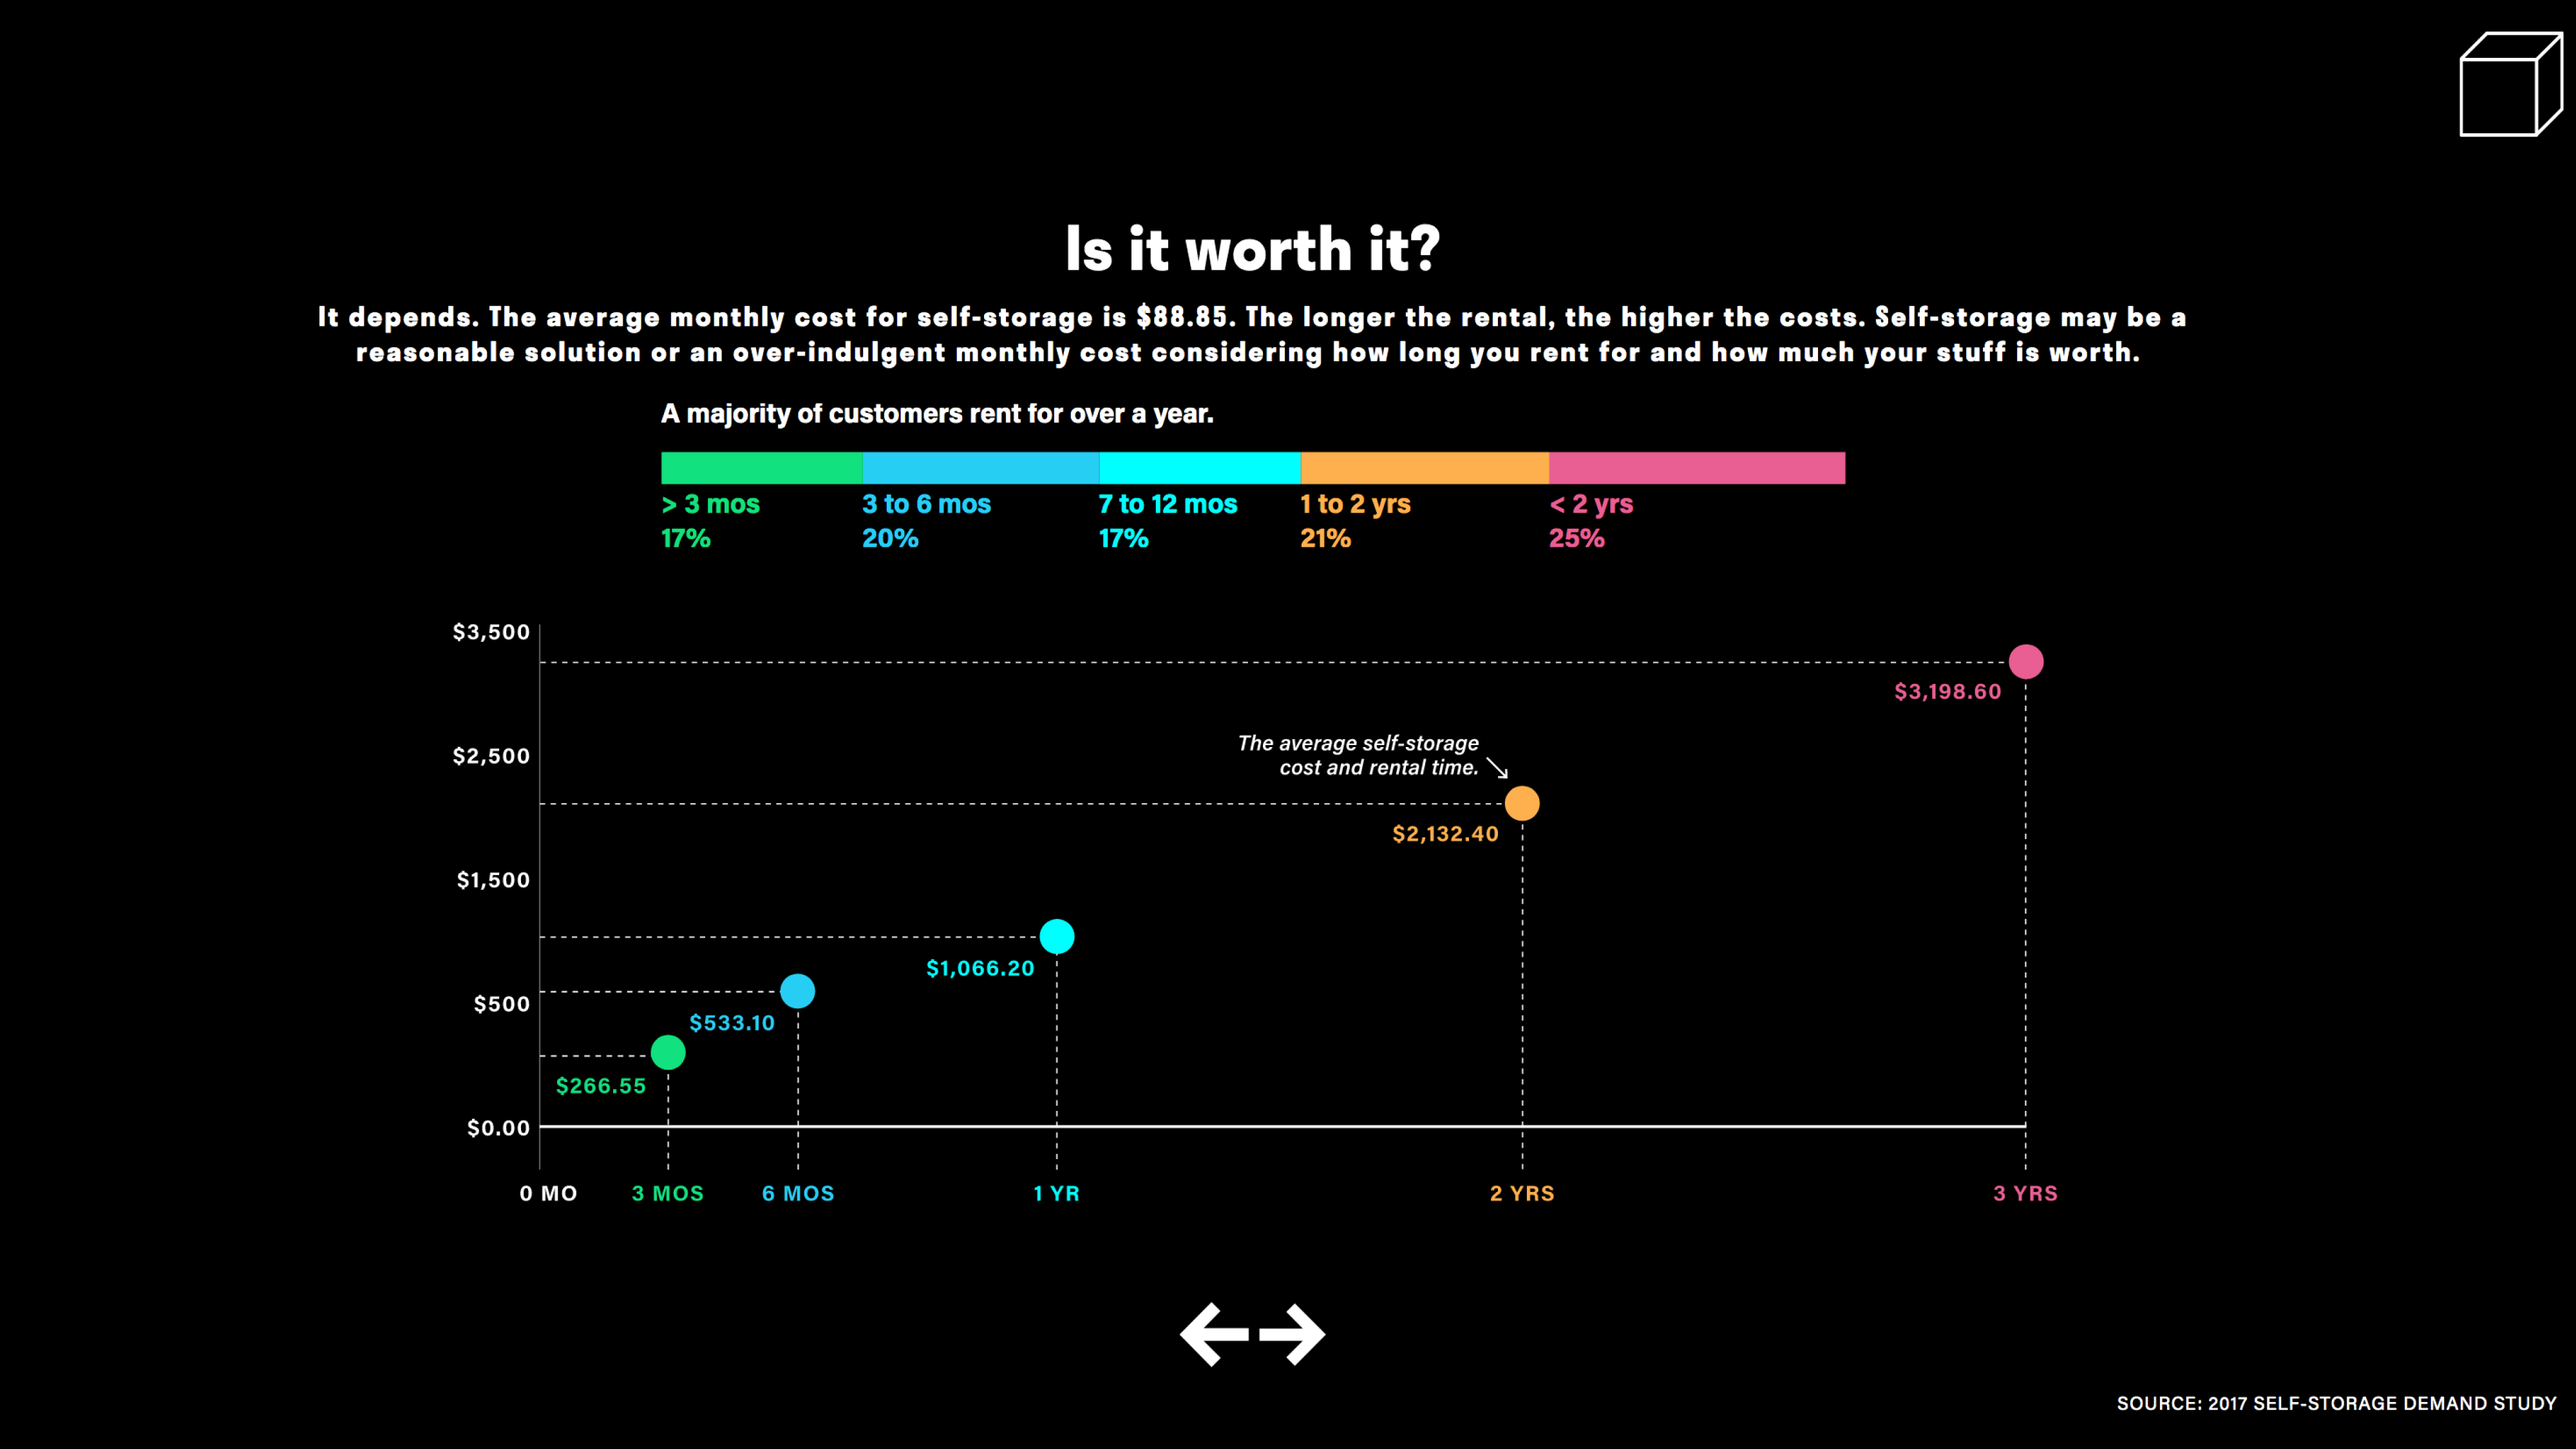 Is it worth it?
It depends. The average monthly cost for self-storage is $88.85. The longer the rental, the higher the costs. Self-storage may be a
reasonable solution or an over-indulgent monthly cost considering how long you rent for and how much your stuff is worth.
A majority of customers rent for over a year.
> 3 mos
17%
3 to 6 mos
20%
7 to 12 mos
17%
1 to 2 yrs
21%
< 2 yrs
25%
$3,500
$2,500
$1,500
$500
$0.00
$3,198.60
The average self-storage
cost and rental time.
$2,132.40
$1,066.20
$533.10
$266.55
0 MO
3 MOS
6 MOS
1 YR
2 YRS
3 YRS
SOURCE: 2017 SELF-STORAGE DEMAND STUDY